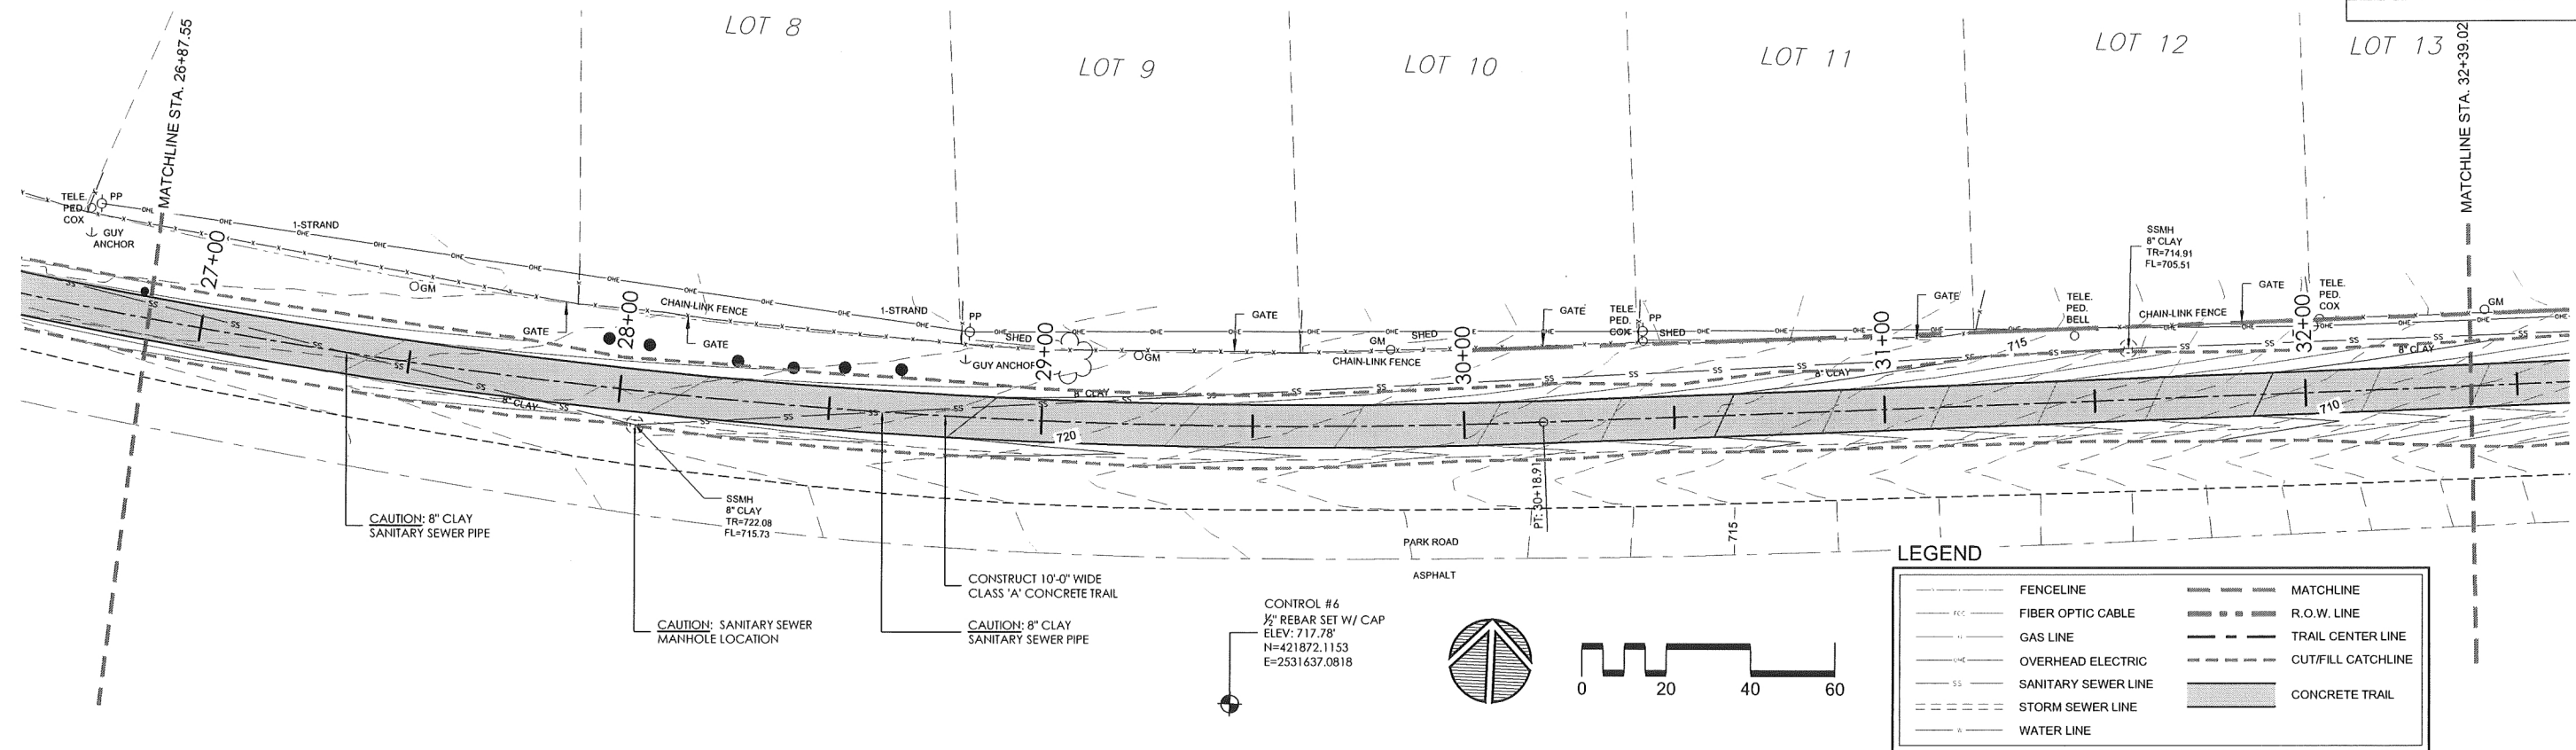 LOT 8
LOT 9
LOT 10
LOT 11
LOT 12
LOT 13
MATCHLINE STA. 26+87.55
MATCHLINE STA. 32+39.02
TELE.
PED.
COX
PP
GUY
ANCHOR
27+00
1-STRAND
OHE
GM
GATE
28+00
CHAIN-LINK FENCE
GATE
1-STRAND
PP
SHED
GUY ANCHOR
29+00
GM
GATE
SHED
GM
CHAIN-LINK FENCE
30+00
GATE
TELE.
PED.
COX
PP
SHED
31+00
GATE
715
TELE.
PED.
BELL
SSMH
8" CLAY
TR=714.91
FL=705.51
CHAIN-LINK FENCE
GATE
32+00
TELE.
PED.
COX
GM
SS
8" CLAY
8" CLAY
8" CLAY
8" CLAY
720
710
PT: 30+18.91
715
PARK ROAD
ASPHALT
CAUTION: 8" CLAY
SANITARY SEWER PIPE
SSMH
8" CLAY
TR=722.08
FL=715.73
CAUTION: SANITARY SEWER
MANHOLE LOCATION
CONSTRUCT 10'-0" WIDE
CLASS 'A' CONCRETE TRAIL
CAUTION: 8" CLAY
SANITARY SEWER PIPE
CONTROL #6
½" REBAR SET W/ CAP
ELEV: 717.78'
N=421872.1153
E=2531637.0818
0 20 40 60
LEGEND
FENCELINE
FIBER OPTIC CABLE
GAS LINE
OVERHEAD ELECTRIC
SANITARY SEWER LINE
STORM SEWER LINE
WATER LINE
MATCHLINE
R.O.W. LINE
TRAIL CENTER LINE
CUT/FILL CATCHLINE
CONCRETE TRAIL